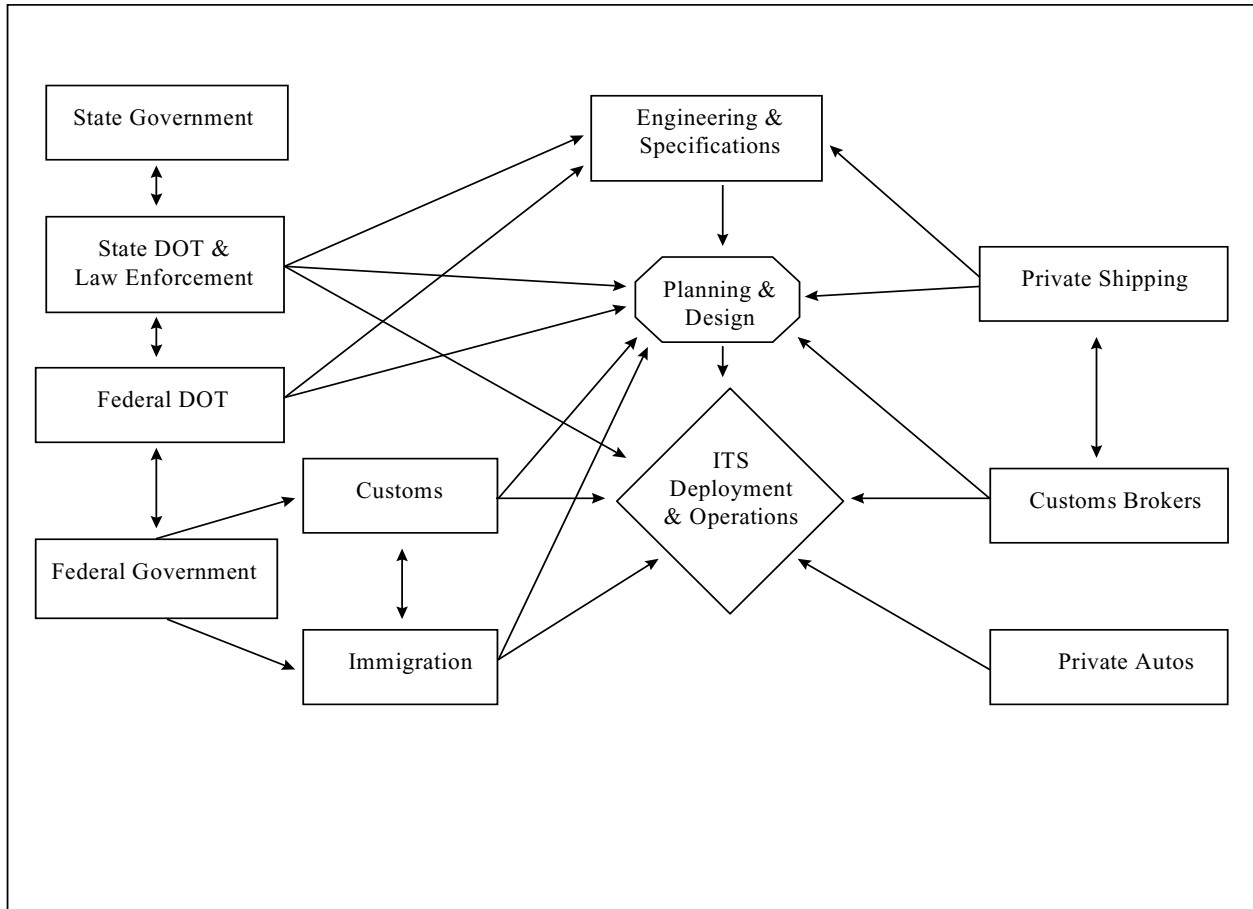 State Government
Engineering &
Specifications
State DOT &
Law Enforcement
Planning &
Design
Private Shipping
Federal DOT
ITS
Deployment
& Operations
Customs
Customs Brokers
Federal Government
Immigration
Private Autos